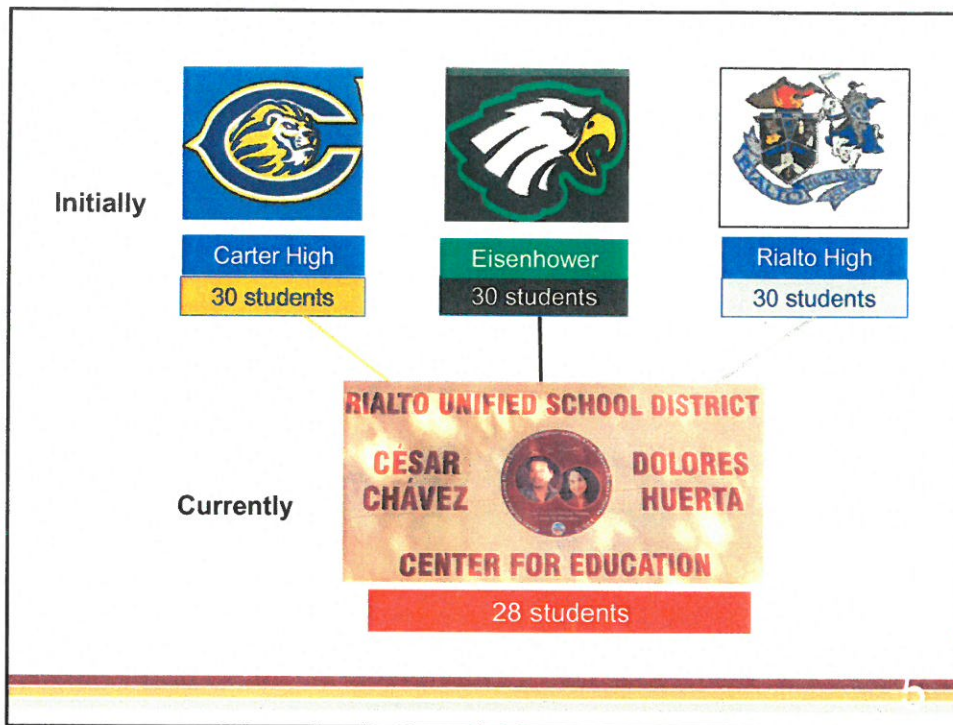 Initially
Carter High
30 students
Eisenhower
30 students
Rialto High
30 students
Currently
RIALTO UNIFIED SCHOOL DISTRICT
CÉSAR
CHÁVEZ
DOLORES
HUERTA
CENTER FOR EDUCATION
28 students
5